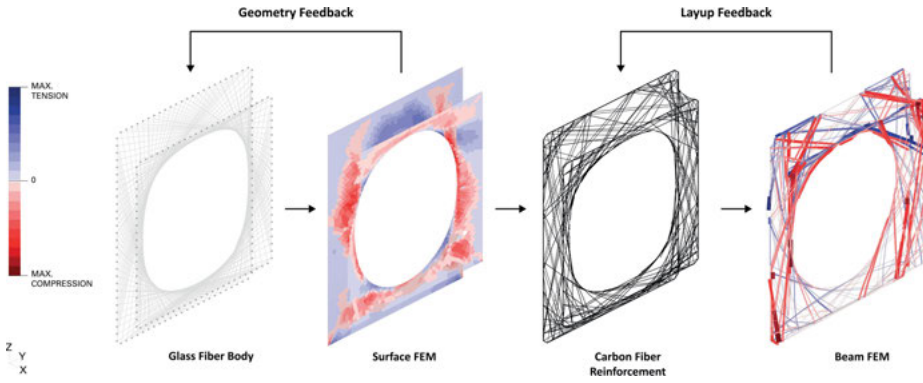 Geometry Feedback
Layup Feedback
MAX.
TENSION
0
MAX.
COMPRESSION
Z
Y
X
Glass Fiber Body
Surface FEM
Carbon Fiber
Reinforcement
Beam FEM